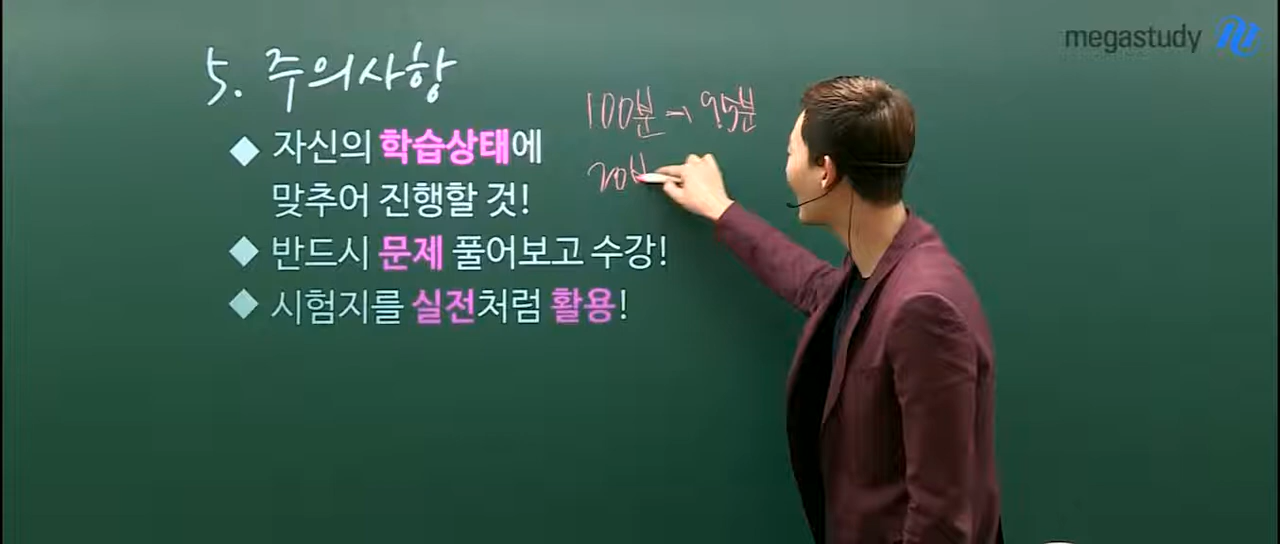 megastudy
5. 주의사항
◆ 자신의 학습상태에
맞추어 진행할 것!
◆ 반드시 문제 풀어보고 수강!
◆ 시험지를 실전처럼 활용!
100분 → 95분
20